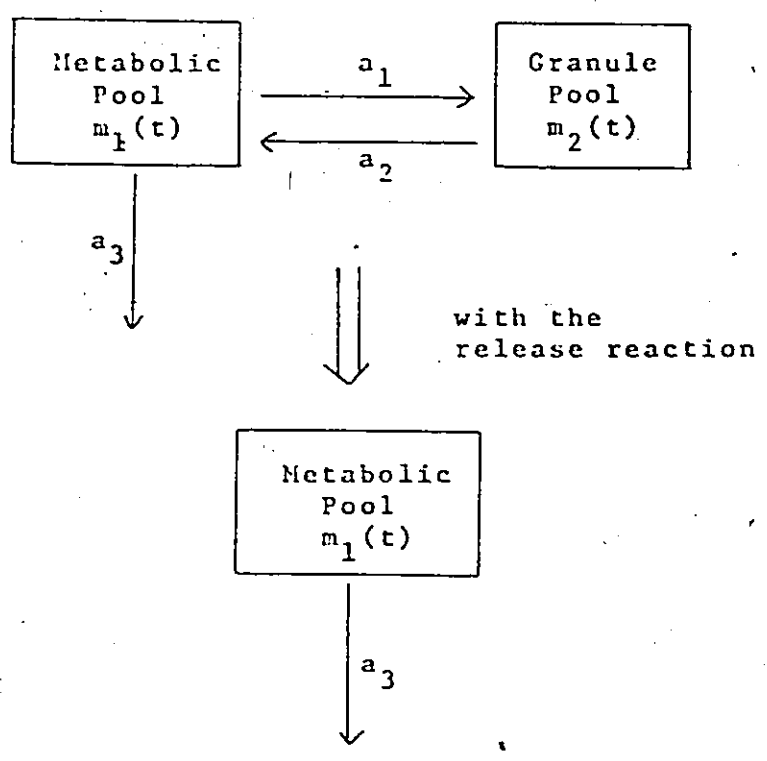 Metabolic
Pool
m1(t)
a1
Granule
Pool
m2(t)
a2
a3
with the
release reaction
Metabolic
Pool
m1(t)
a3